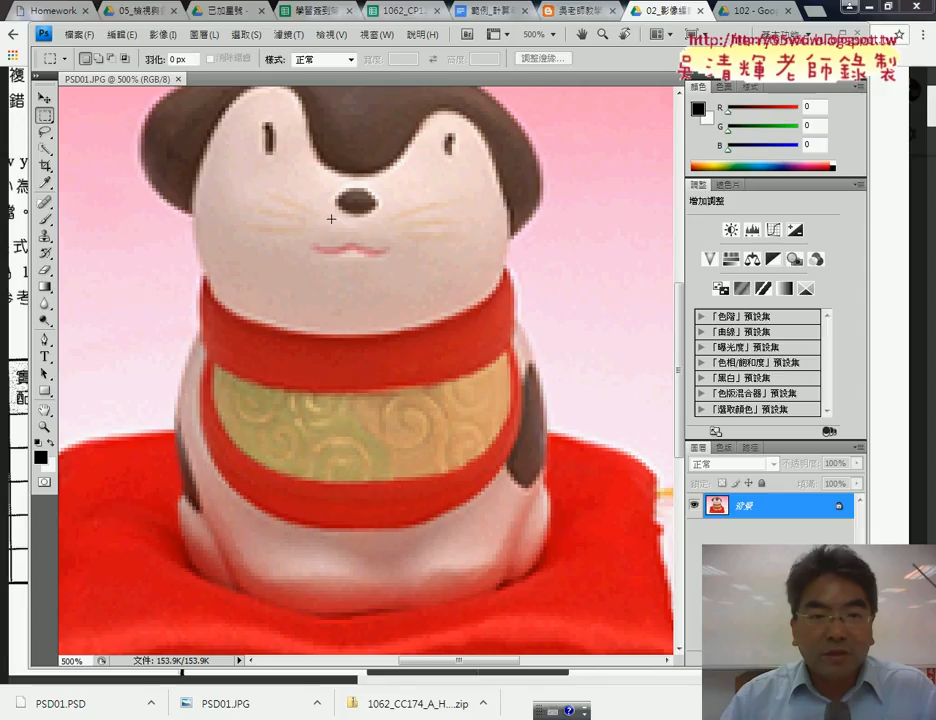 Homework
05_檢視與
已加星號 -
學習簽到
1062_CP1
範例_計算
吳老師教學
02_影像編
102 - Goo
http://terry55wu.blogspot.tw
吳清輝老師錄製
Ps 檔案(F) 編輯(E) 影像(I) 圖層(L) 選取(S) 濾鏡(T) 檢視(V) 視窗(W) 說明(H) Br 500%
羽化: 0 px 消除鋸齒 樣式: 正常 寬度: 高度: 調整邊緣...
PSD01.JPG @ 500% (RGB/8)
複
錯
顏色 色票 樣式
R 0
G 0
B 0
調整 遮色片
增加調整
「色階」預設集
「曲線」預設集
「曝光度」預設集
「色相/飽和度」預設集
「黑白」預設集
「色版混合器」預設集
「選取顏色」預設集
圖層 色版 路徑
正常 不透明度: 100%
鎖定: 填滿: 100%
背景
500% 文件: 153.9K/153.9K
PSD01.PSD
PSD01.JPG
1062_CC174_A_H....zip